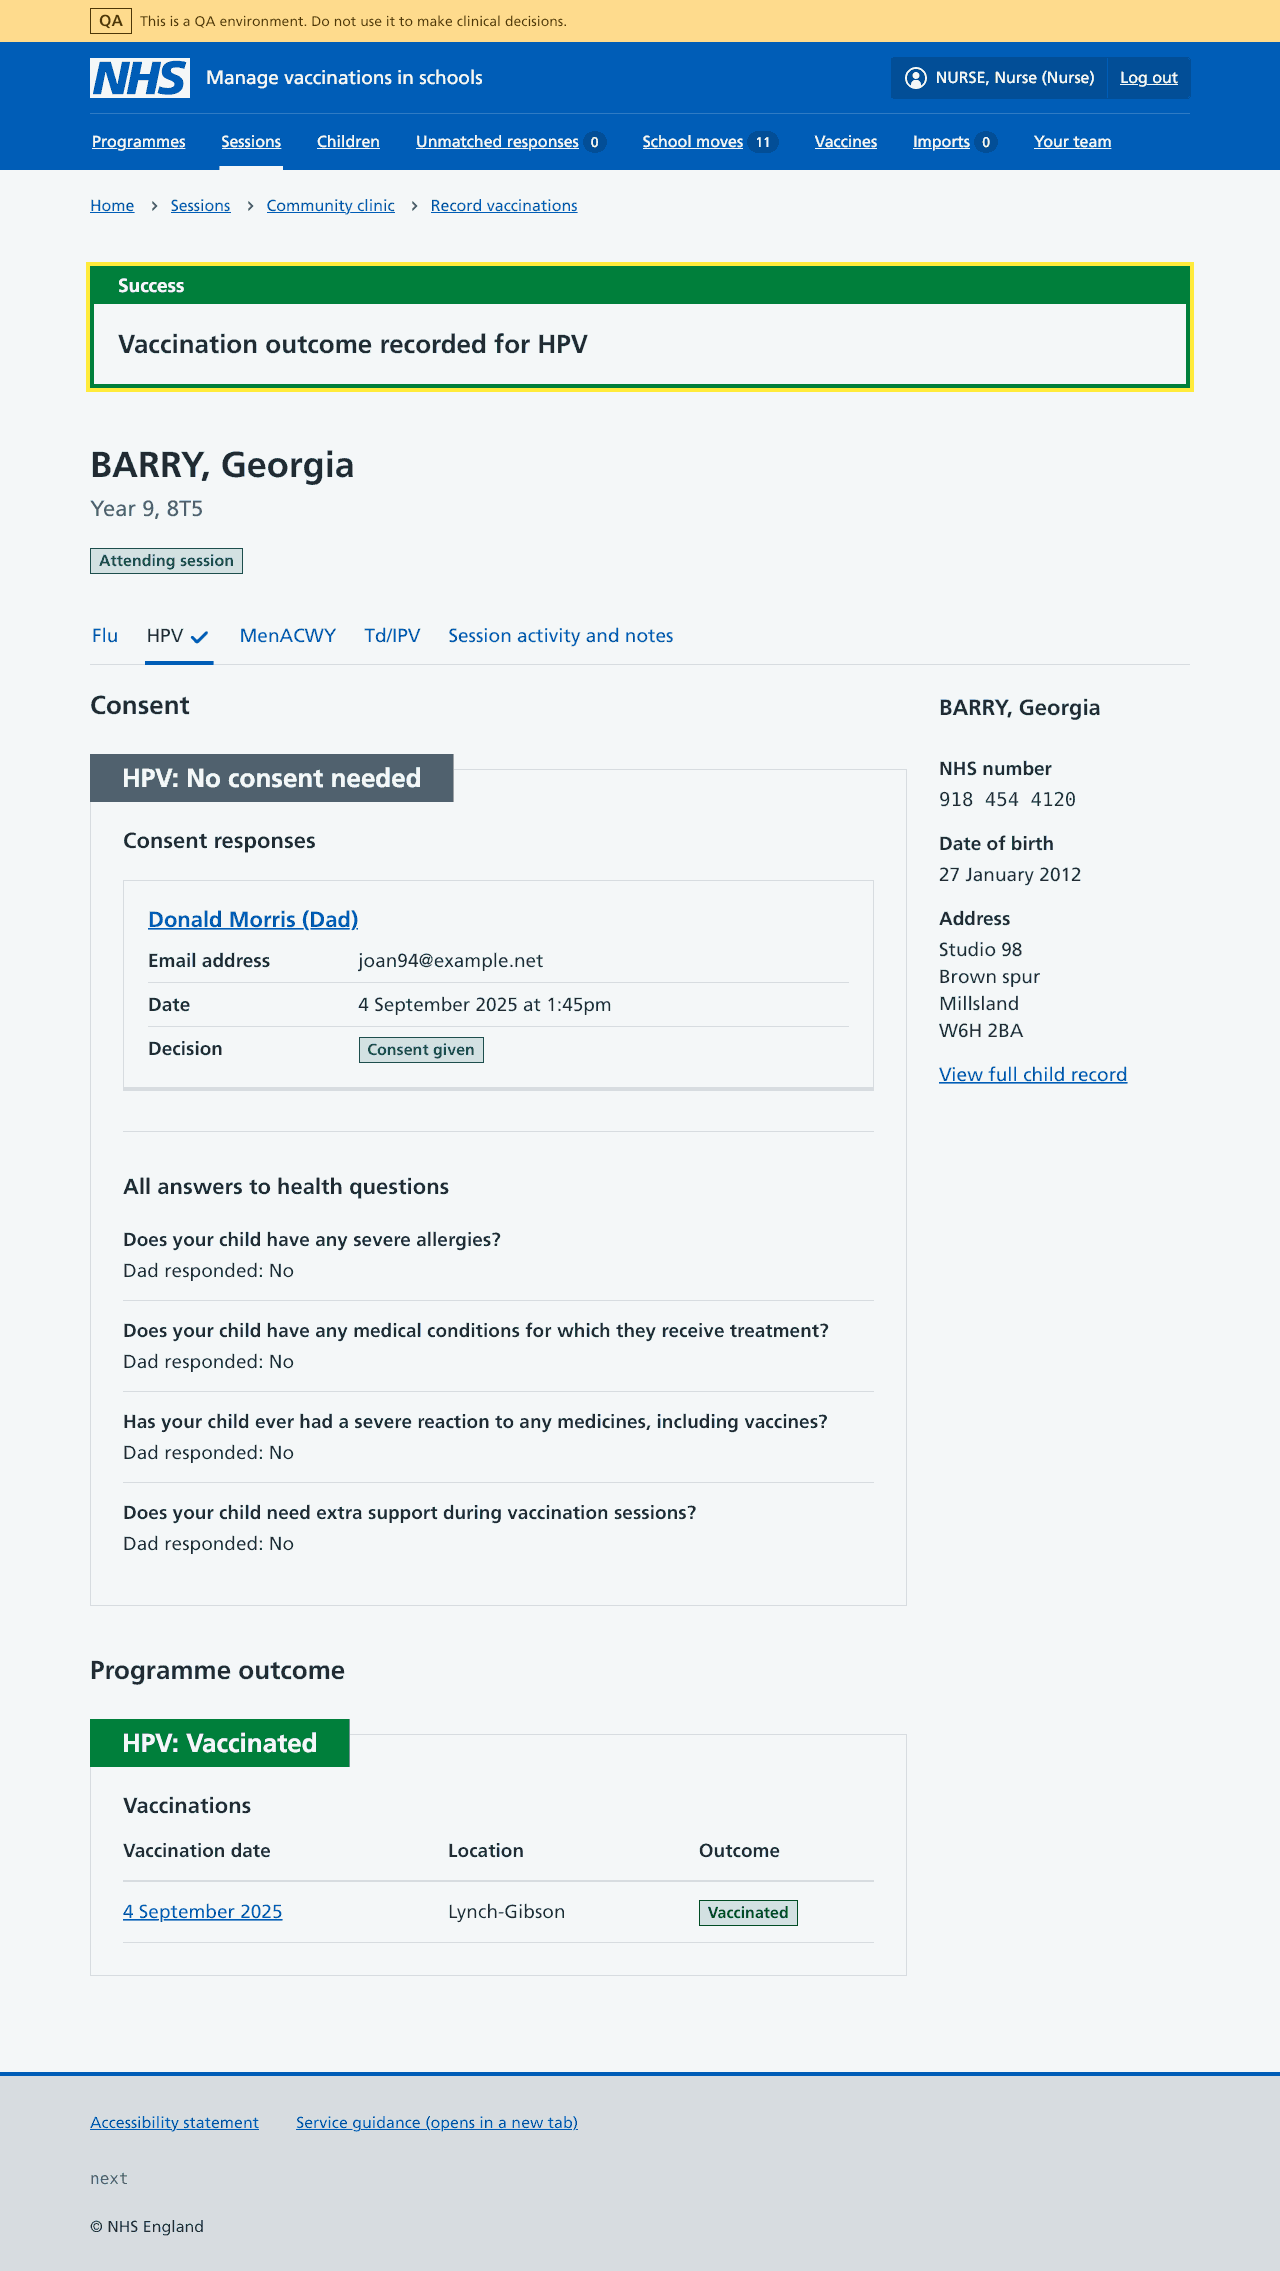 QA This is a QA environment. Do not use it to make clinical decisions.
NHS Manage vaccinations in schools NURSE, Nurse (Nurse) Log out
Programmes Sessions Children Unmatched responses 0 School moves 11 Vaccines Imports 0 Your team
Home Sessions Community clinic Record vaccinations
Success
Vaccination outcome recorded for HPV
BARRY, Georgia
Year 9, 8T5
Attending session
Flu HPV MenACWY Td/IPV Session activity and notes
Consent
HPV: No consent needed
Consent responses
Donald Morris (Dad)
Email address joan94@example.net
Date 4 September 2025 at 1:45pm
Decision Consent given
All answers to health questions
Does your child have any severe allergies?
Dad responded: No
Does your child have any medical conditions for which they receive treatment?
Dad responded: No
Has your child ever had a severe reaction to any medicines, including vaccines?
Dad responded: No
Does your child need extra support during vaccination sessions?
Dad responded: No
BARRY, Georgia
NHS number
918 454 4120
Date of birth
27 January 2012
Address
Studio 98
Brown spur
Millsland
W6H 2BA
View full child record
Programme outcome
HPV: Vaccinated
Vaccinations
Vaccination date Location Outcome
4 September 2025 Lynch-Gibson Vaccinated
Accessibility statement Service guidance (opens in a new tab)
next
© NHS England